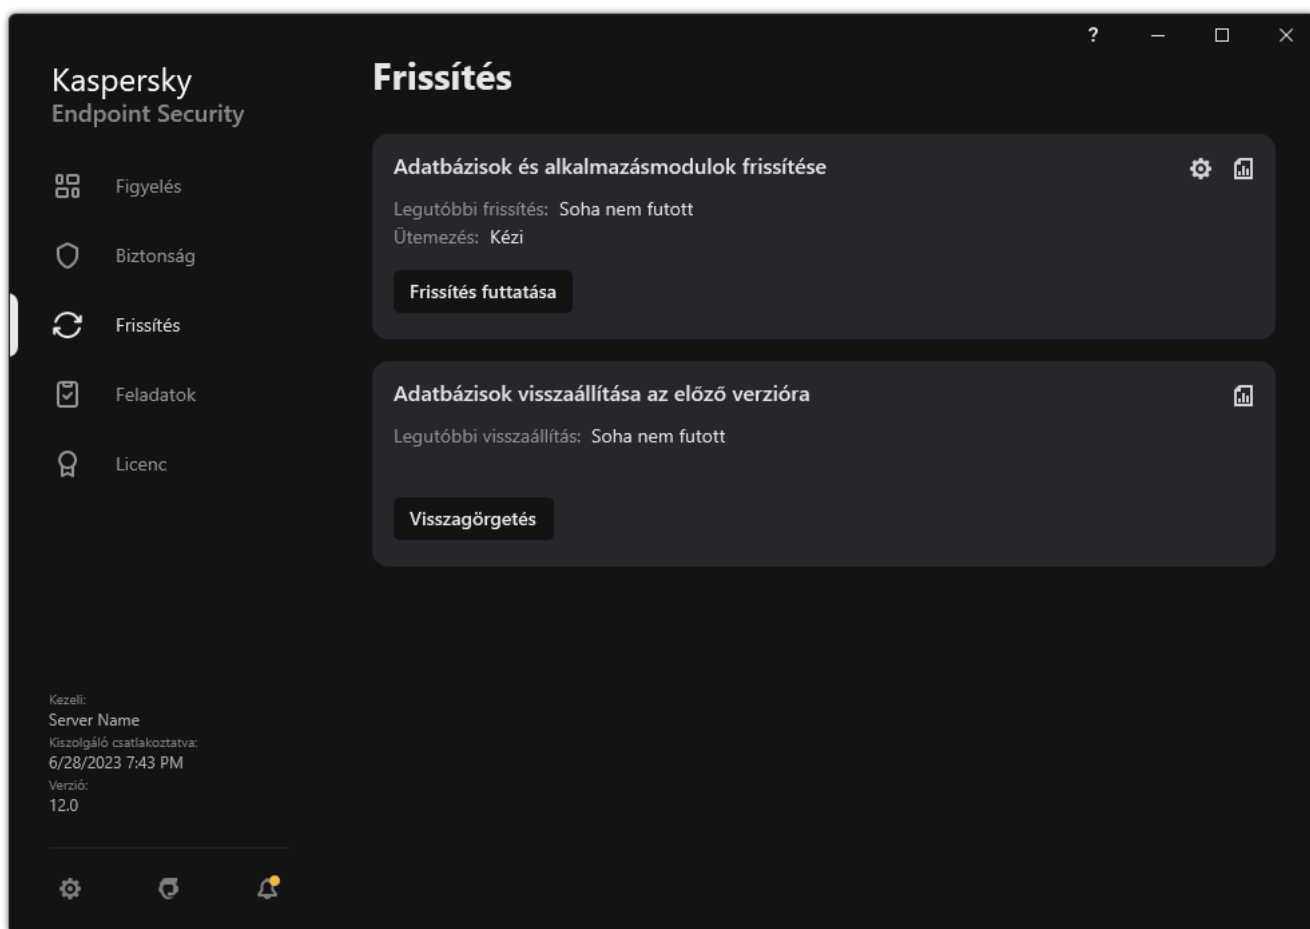 ?
Kaspersky
Endpoint Security
Figyelés
Biztonság
Frissítés
Feladatok
Licenc
Kezeli:
Server Name
Kiszolgáló csatlakoztatva:
6/28/2023 7:43 PM
Verzió:
12.0
Frissítés
Adatbázisok és alkalmazásmodulok frissítése
Legutóbbi frissítés: Soha nem futott
Ütemezés: Kézi
Frissítés futtatása
Adatbázisok visszaállítása az előző verzióra
Legutóbbi visszaállítás: Soha nem futott
Visszagörgetés